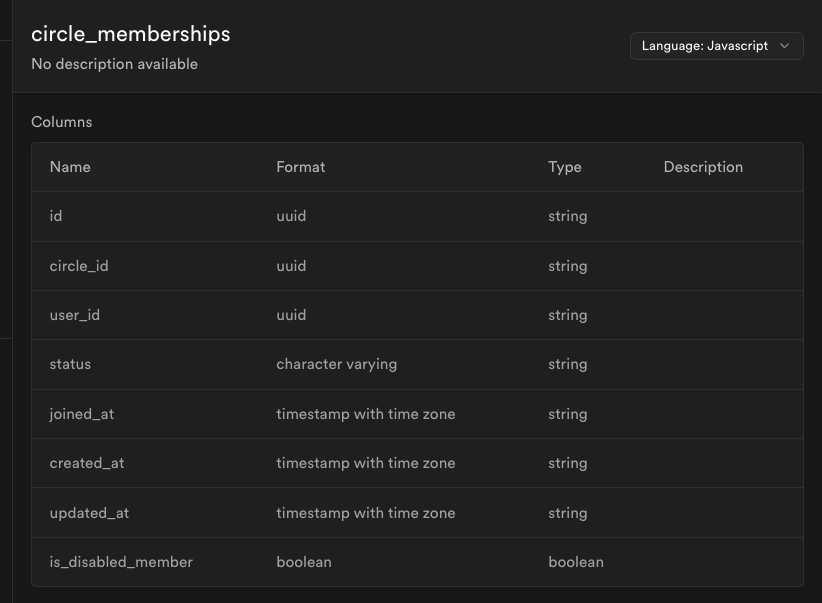 circle_memberships
No description available
Language: Javascript
Columns
Name Format Type Description
id uuid string
circle_id uuid string
user_id uuid string
status character varying string
joined_at timestamp with time zone string
created_at timestamp with time zone string
updated_at timestamp with time zone string
is_disabled_member boolean boolean